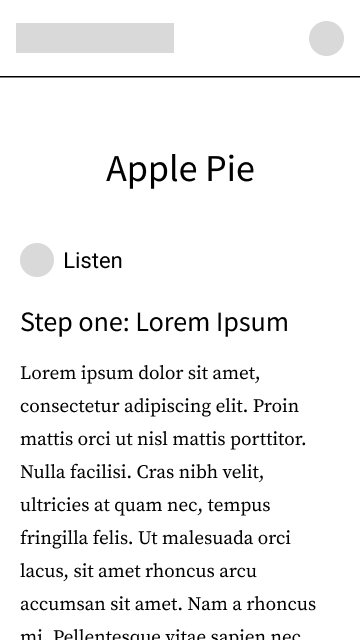 Apple Pie
Listen
Step one: Lorem Ipsum
Lorem ipsum dolor sit amet,
consectetur adipiscing elit. Proin
mattis orci ut nisl mattis porttitor.
Nulla facilisi. Cras nibh velit,
ultricies at quam nec, tempus
fringilla felis. Ut malesuada orci
lacus, sit amet rhoncus arcu
accumsan sit amet. Nam a rhoncus
mi. Pellentesque vitae sapien nec